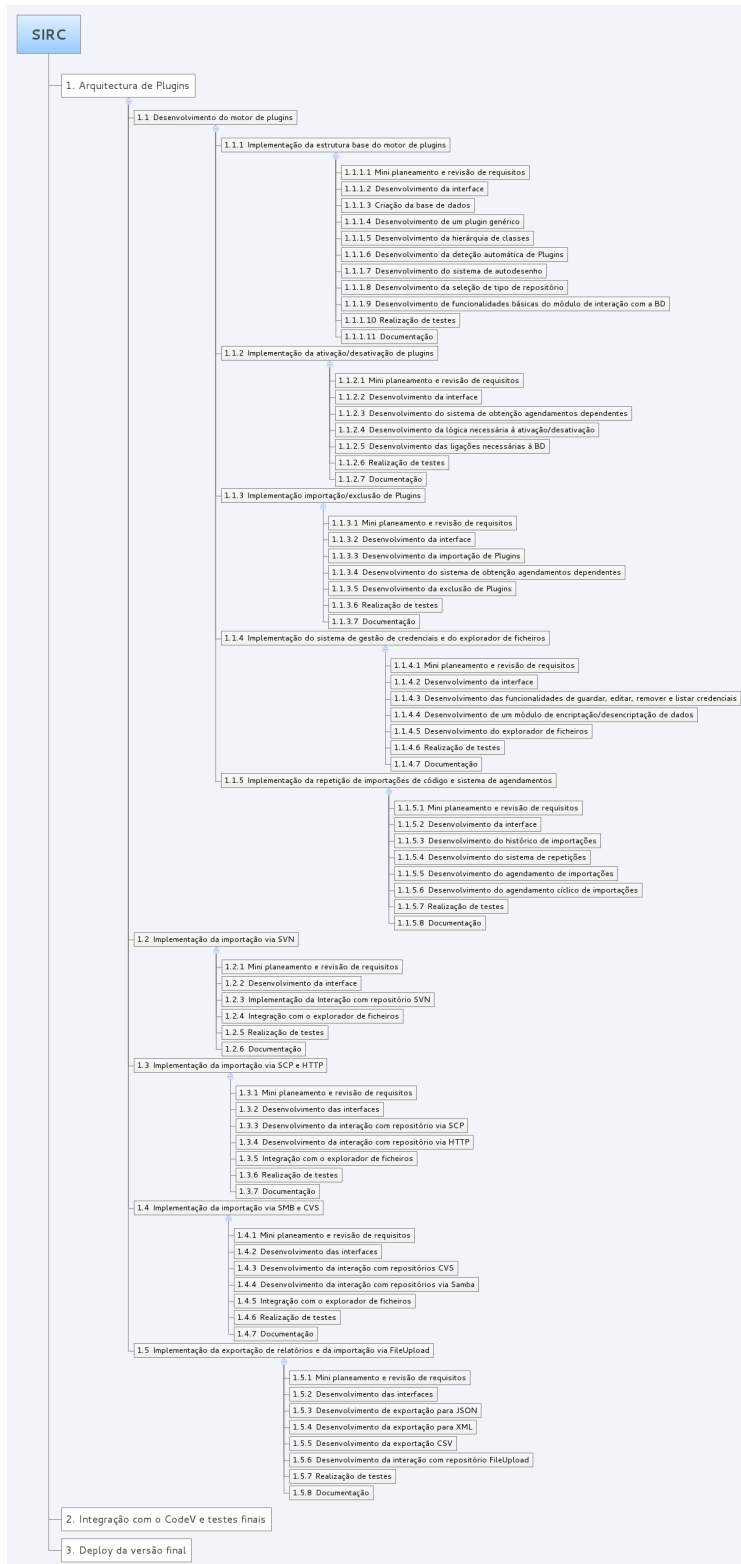 SIRC
1. Arquitectura de Plugins
1.1 Desenvolvimento do motor de plugins
1.1.1 Implementação da estrutura base do motor de plugins
1.1.1.1 Mini planeamento e revisão de requisitos
1.1.1.2 Desenvolvimento da interface
1.1.1.3 Criação da base de dados
1.1.1.4 Desenvolvimento de um plugin genérico
1.1.1.5 Desenvolvimento da hierárquia de classes
1.1.1.6 Desenvolvimento da deteção automática de Plugins
1.1.1.7 Desenvolvimento do sistema de autodesenho
1.1.1.8 Desenvolvimento da seleção de tipo de repositório
1.1.1.9 Desenvolvimento de funcionalidades básicas do módulo de interação com a BD
1.1.1.10 Realização de testes
1.1.1.11 Documentação
1.1.2 Implementação da ativação/desativação de plugins
1.1.2.1 Mini planeamento e revisão de requisitos
1.1.2.2 Desenvolvimento da interface
1.1.2.3 Desenvolvimento do sistema de obtenção agendamentos dependentes
1.1.2.4 Desenvolvimento da lógica necessária á ativação/desativação
1.1.2.5 Desenvolvimento das ligações necessárias á BD
1.1.2.6 Realização de testes
1.1.2.7 Documentação
1.1.3 Implementação importação/exclusão de Plugins
1.1.3.1 Mini planeamento e revisão de requisitos
1.1.3.2 Desenvolvimento da interface
1.1.3.3 Desenvolvimento da importação de Plugins
1.1.3.4 Desenvolvimento do sistema de obtenção agendamentos dependentes
1.1.3.5 Desenvolvimento da exclusão de Plugins
1.1.3.6 Realização de testes
1.1.3.7 Documentação
1.1.4 Implementação do sistema de gestão de credenciais e do explorador de ficheiros
1.1.4.1 Mini planeamento e revisão de requisitos
1.1.4.2 Desenvolvimento da interface
1.1.4.3 Desenvolvimento das funcionalidades de guardar, editar, remover e listar credenciais
1.1.4.4 Desenvolvimento de um módulo de encriptação/desencriptação de dados
1.1.4.5 Desenvolvimento do explorador de ficheiros
1.1.4.6 Realização de testes
1.1.4.7 Documentação
1.1.5 Implementação da repetição de importações de código e sistema de agendamentos
1.1.5.1 Mini planeamento e revisão de requisitos
1.1.5.2 Desenvolvimento da interface
1.1.5.3 Desenvolvimento do histórico de importações
1.1.5.4 Desenvolvimento do sistema de repetições
1.1.5.5 Desenvolvimento do agendamento de importações
1.1.5.6 Desenvolvimento do agendamento cíclico de importações
1.1.5.7 Realização de testes
1.1.5.8 Documentação
1.2 Implementação da importação via SVN
1.2.1 Mini planeamento e revisão de requisitos
1.2.2 Desenvolvimento da interface
1.2.3 Implementação da Interação com repositório SVN
1.2.4 Integração com o explorador de ficheiros
1.2.5 Realização de testes
1.2.6 Documentação
1.3 Implementação da importação via SCP e HTTP
1.3.1 Mini planeamento e revisão de requisitos
1.3.2 Desenvolvimento das interfaces
1.3.3 Desenvolvimento da interação com repositório via SCP
1.3.4 Desenvolvimento da interação com repositório via HTTP
1.3.5 Integração com o explorador de ficheiros
1.3.6 Realização de testes
1.3.7 Documentação
1.4 Implementação da importação via SMB e CVS
1.4.1 Mini planeamento e revisão de requisitos
1.4.2 Desenvolvimento das interfaces
1.4.3 Desenvolvimento da interação com repositórios CVS
1.4.4 Desenvolvimento da interação com repositórios via Samba
1.4.5 Integração com o explorador de ficheiros
1.4.6 Realização de testes
1.4.7 Documentação
1.5 Implementação da exportação de relatórios e da importação via FileUpload
1.5.1 Mini planeamento e revisão de requisitos
1.5.2 Desenvolvimento das interfaces
1.5.3 Desenvolvimento de exportação para JSON
1.5.4 Desenvolvimento da exportação para XML
1.5.5 Desenvolvimento da exportação CSV
1.5.6 Desenvolvimento da interação com repositório FileUpload
1.5.7 Realização de testes
1.5.8 Documentação
2. Integração com o CodeV e testes finais
3. Deploy da versão final